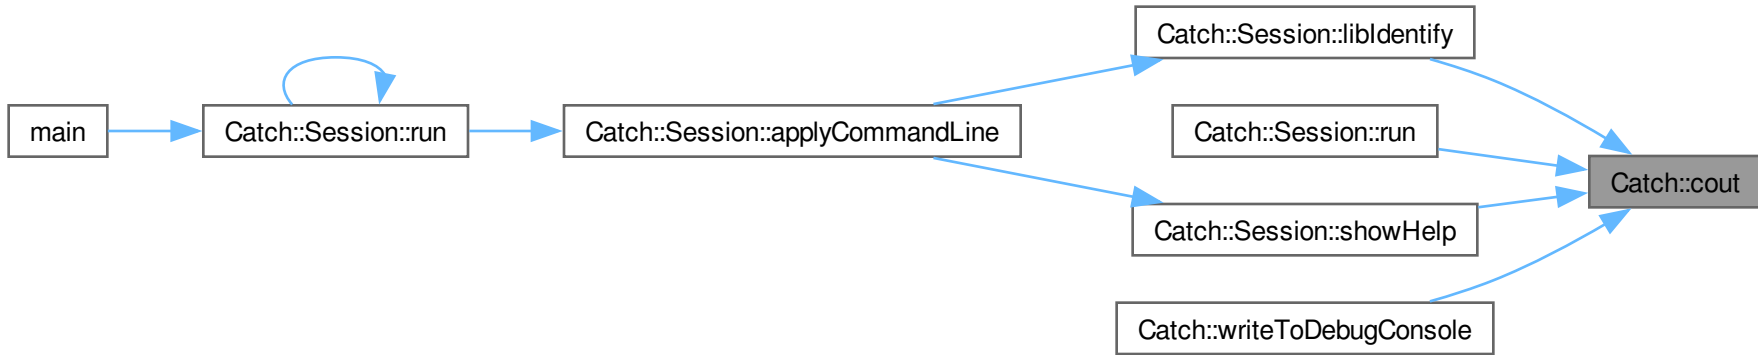 main
Catch::Session::run
Catch::Session::applyCommandLine
Catch::Session::libIdentify
Catch::Session::run
Catch::Session::showHelp
Catch::writeToDebugConsole
Catch::cout